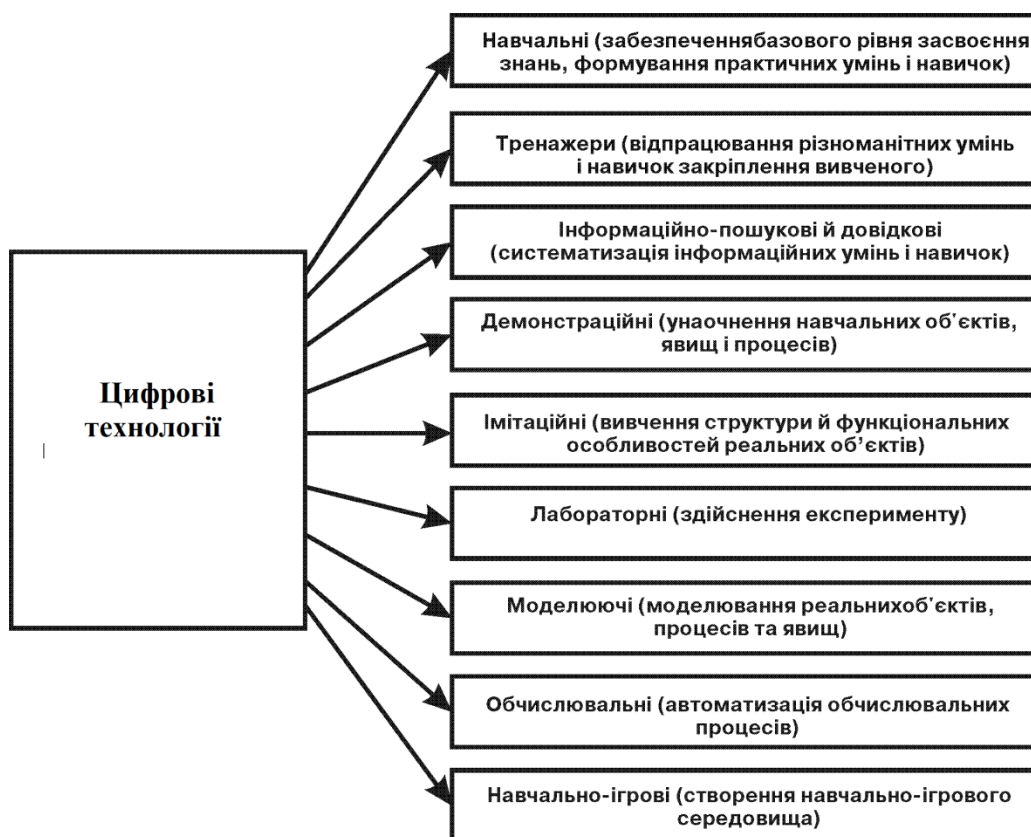 Навчальні (забезпеченнябазового рівня засвоєння
знань, формування практичних умінь і навичок)
Тренажери (відпрацювання різноманітних умінь
і навичок закріплення вивченого)
Інформаційно-пошукові й довідкові
(систематизація інформаційних умінь і навичок)
Демонстраційні (унаочнення навчальних об'єктів,
явищ і процесів)
Цифрові
технології
Імітаційні (вивчення структури й функціональних
особливостей реальних об’єктів)
Лабораторні (здійснення експерименту)
Моделюючі (моделювання реальнихоб'єктів,
процесів та явищ)
Обчислювальні (автоматизація обчислювальних
процесів)
Навчально-ігрові (створення навчально-ігрового
середовища)